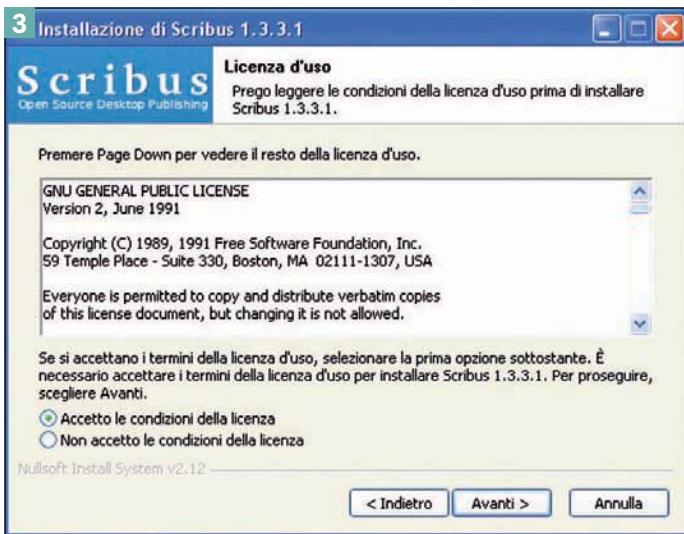 3
Installazione di Scribus 1.3.3.1
Scribus
Open Source Desktop Publishing
Licenza d'uso
Prego leggere le condizioni della licenza d'uso prima di installare
Scribus 1.3.3.1.
Premere Page Down per vedere il resto della licenza d'uso.
GNU GENERAL PUBLIC LICENSE
Version 2, June 1991
Copyright (C) 1989, 1991 Free Software Foundation, Inc.
59 Temple Place - Suite 330, Boston, MA  02111-1307, USA
Everyone is permitted to copy and distribute verbatim copies
of this license document, but changing it is not allowed.
Se si accettano i termini della licenza d'uso, selezionare la prima opzione sottostante. È
necessario accettare i termini della licenza d'uso per installare Scribus 1.3.3.1. Per proseguire,
scegliere Avanti.
Accetto le condizioni della licenza
Non accetto le condizioni della licenza
Nullsoft Install System v2.12
< Indietro
Avanti >
Annulla